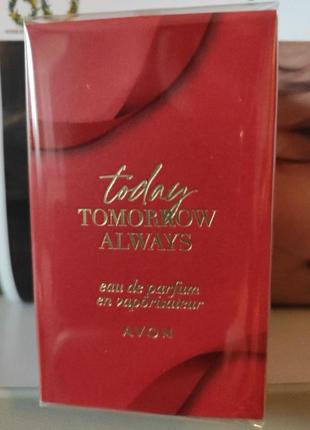 today
TOMORROW
ALWAYS
eau de parfum
en vaporisateur
AVON